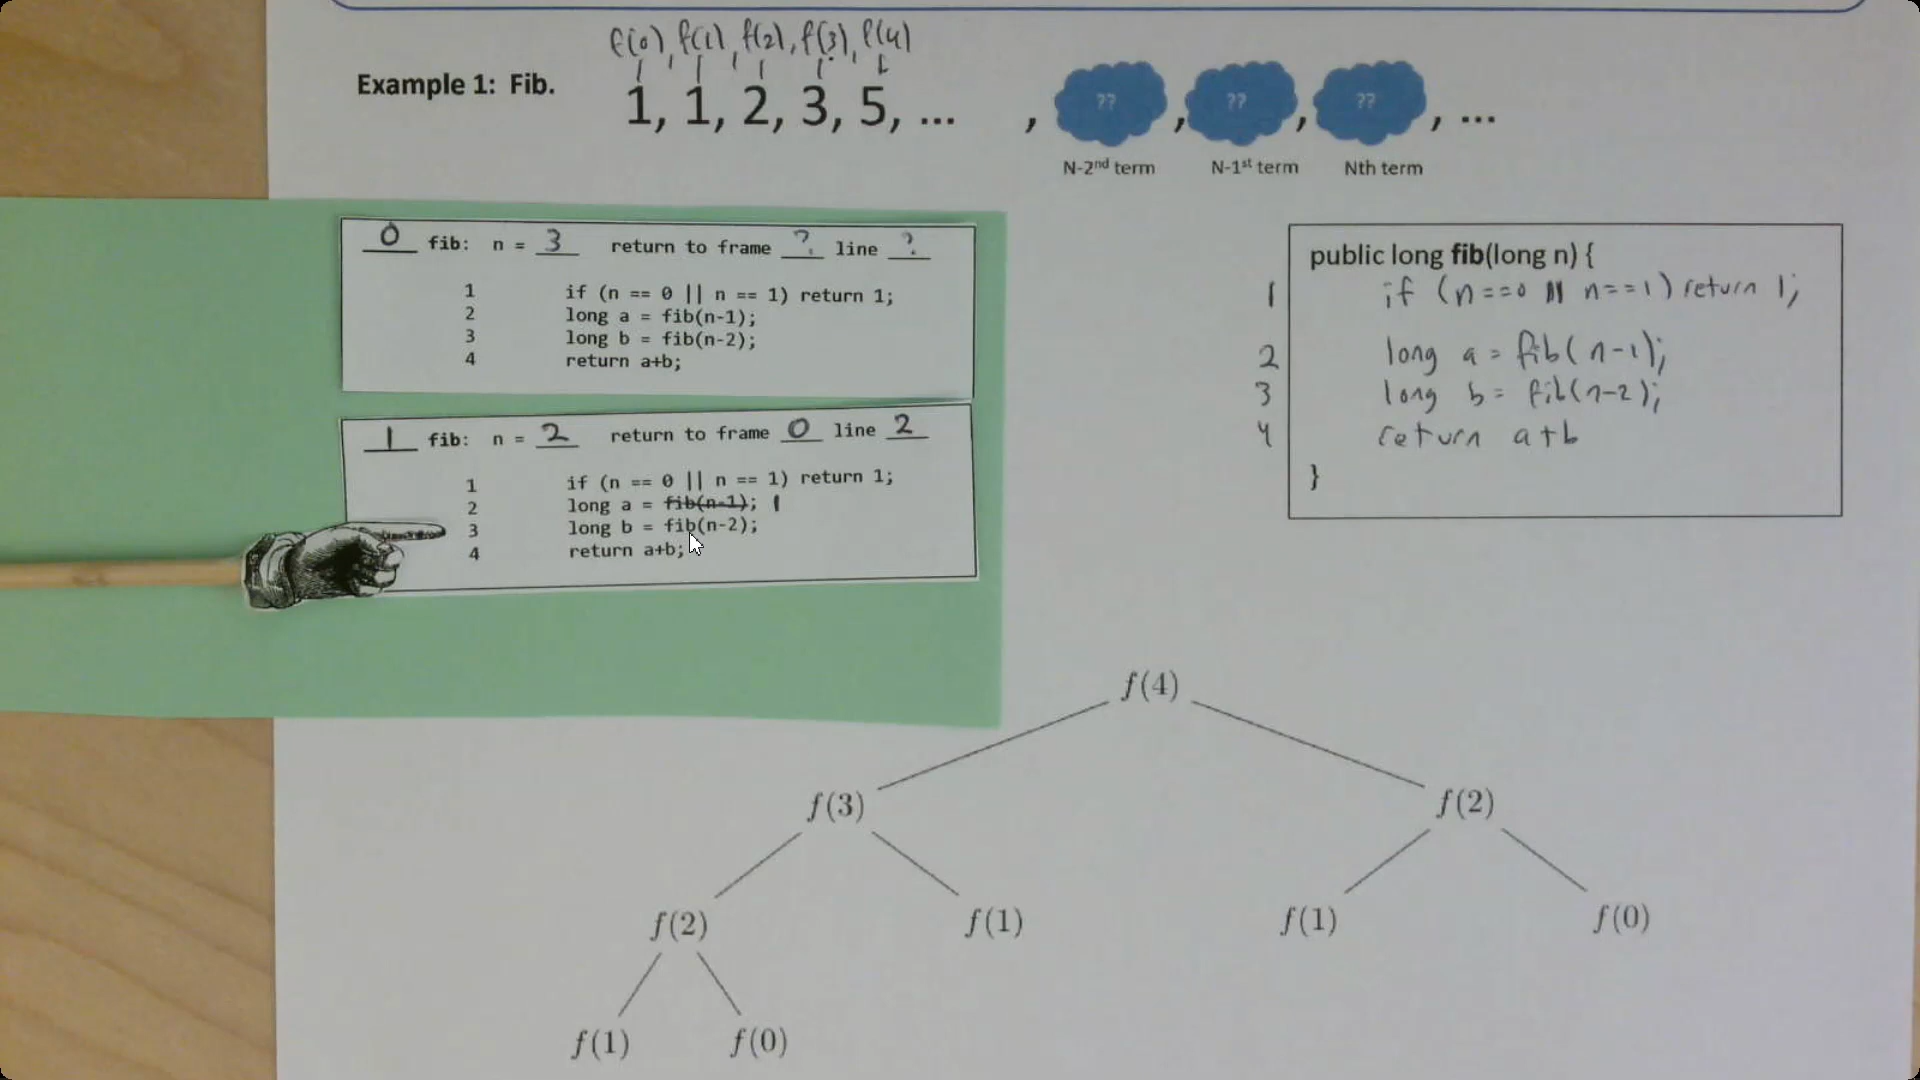 f(0), f(1), f(2), f(3), f(4)
Example 1: Fib.
1, 1, 2, 3, 5, ... , ?? , ?? , ?? , ...
N-2nd term N-1st term Nth term
0 fib: n = 3 return to frame ? line ?
1 if (n == 0 || n == 1) return 1;
2 long a = fib(n-1);
3 long b = fib(n-2);
4 return a+b;
1 fib: n = 2 return to frame 0 line 2
1 if (n == 0 || n == 1) return 1;
2 long a = fib(n-1); 1
3 long b = fib(n-2);
4 return a+b;
public long fib(long n) {
1 if (n==0 || n==1) return 1;
2 long a = fib(n-1);
3 long b = fib(n-2);
4 return a+b
}
f(4)
f(3) f(2)
f(2) f(1) f(1) f(0)
f(1) f(0)